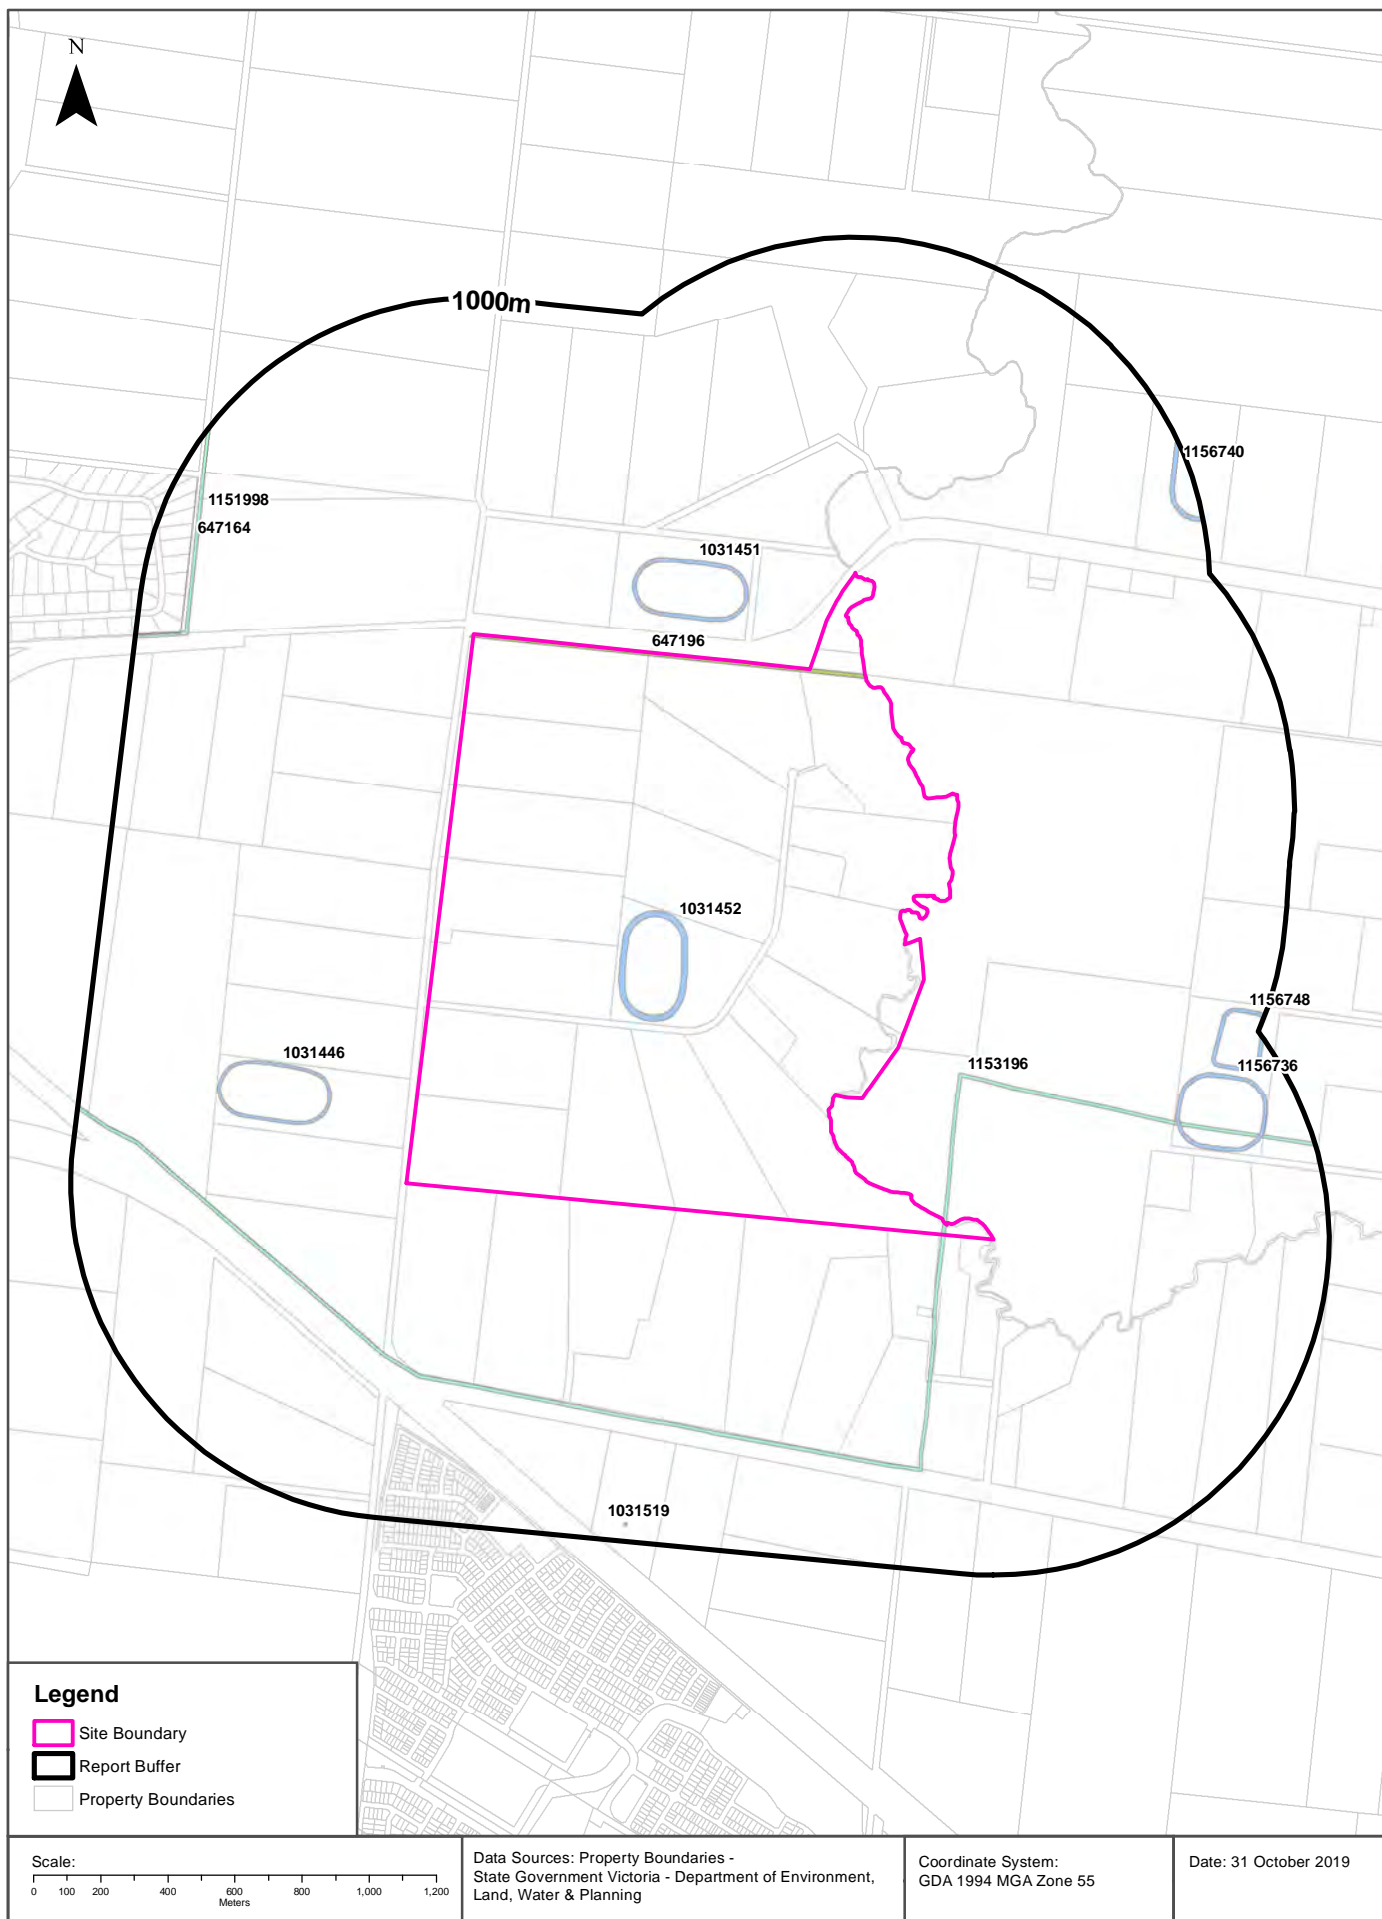 N
1000m
1156740
1151998
647164
1031451
647196
1031452
1156748
1031446
1153196
1156736
1031519
Legend
Site Boundary
Report Buffer
Property Boundaries
Scale:
0 100 200 400 600 800 1,000 1,200
Meters
Data Sources: Property Boundaries -
State Government Victoria - Department of Environment,
Land, Water & Planning
Coordinate System:
GDA 1994 MGA Zone 55
Date: 31 October 2019